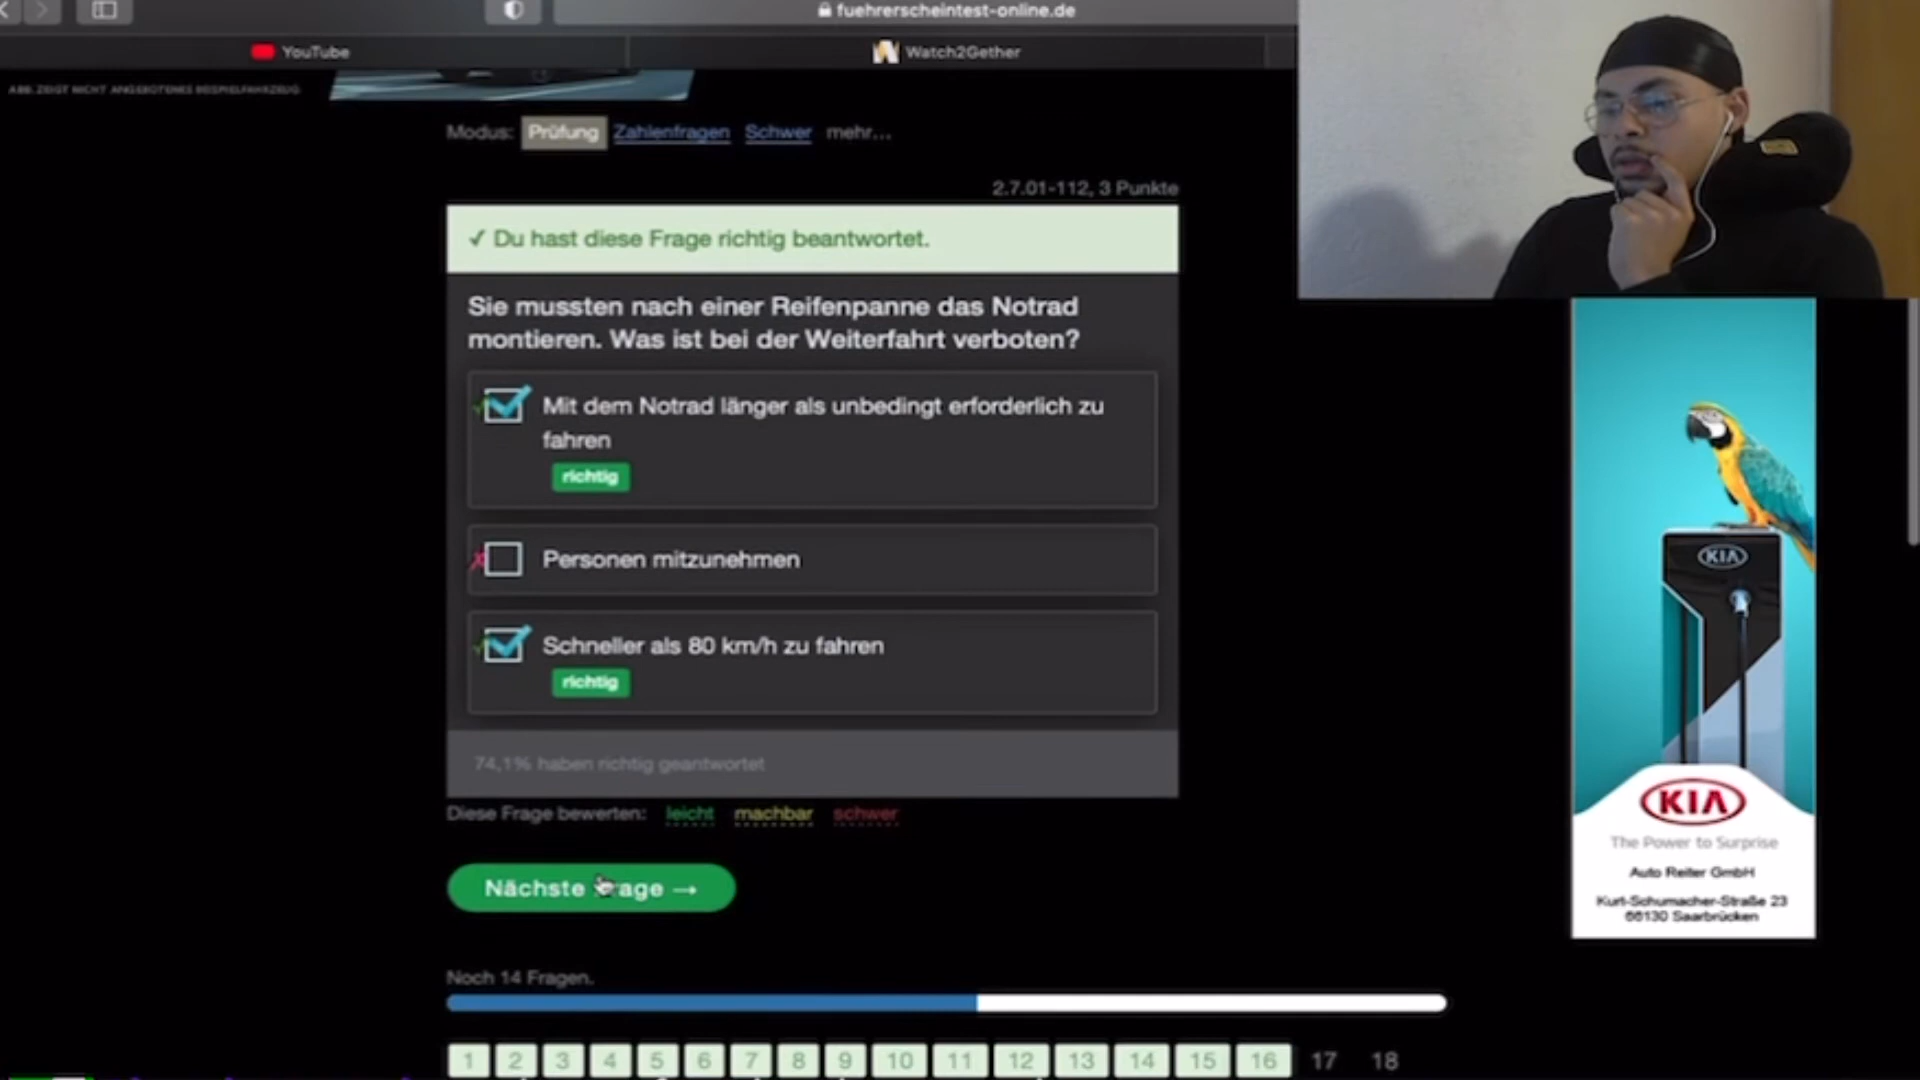 fuehrerscheintest-online.de
YouTube
Watch2Gether
ABB. ZEIGT NICHT ANGEBOTENES BEISPIELFAHRZEUG
Modus: Prüfung Zahlenfragen Schwer mehr...
2.7.01-112, 3 Punkte
✓ Du hast diese Frage richtig beantwortet.
Sie mussten nach einer Reifenpanne das Notrad
montieren. Was ist bei der Weiterfahrt verboten?
Mit dem Notrad länger als unbedingt erforderlich zu
fahren
richtig
Personen mitzunehmen
Schneller als 80 km/h zu fahren
richtig
74,1% haben richtig geantwortet
Diese Frage bewerten: leicht machbar schwer
Nächste Frage →
Noch 14 Fragen.
1 2 3 4 5 6 7 8 9 10 11 12 13 14 15 16 17 18
KIA
KIA
The Power to Surprise
Auto Reiter GmbH
Kurt-Schumacher-Straße 23
66130 Saarbrücken